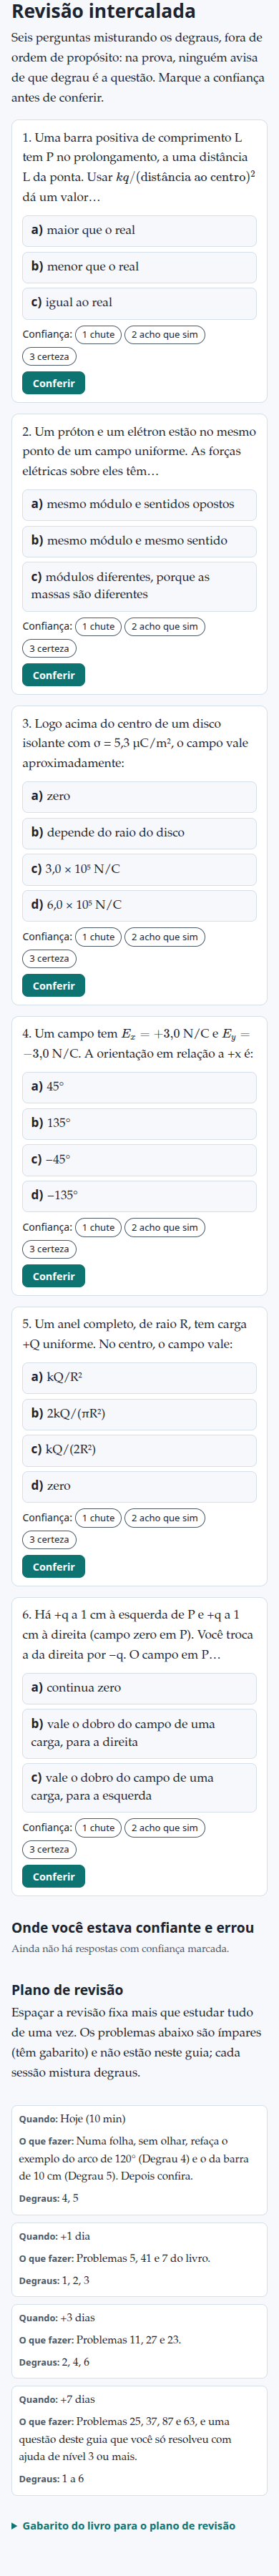 Revisão intercalada
Seis perguntas misturando os degraus, fora de
ordem de propósito: na prova, ninguém avisa
de que degrau é a questão. Marque a confiança
antes de conferir.
1. Uma barra positiva de comprimento L
tem P no prolongamento, a uma distância
L da ponta. Usar kq/(distância ao centro)²
dá um valor…
a) maior que o real
b) menor que o real
c) igual ao real
Confiança: 1 chute 2 acho que sim
3 certeza
Conferir
2. Um próton e um elétron estão no mesmo
ponto de um campo uniforme. As forças
elétricas sobre eles têm…
a) mesmo módulo e sentidos opostos
b) mesmo módulo e mesmo sentido
c) módulos diferentes, porque as
massas são diferentes
Confiança: 1 chute 2 acho que sim
3 certeza
Conferir
3. Logo acima do centro de um disco
isolante com σ = 5,3 μC/m², o campo vale
aproximadamente:
a) zero
b) depende do raio do disco
c) 3,0 × 10⁵ N/C
d) 6,0 × 10⁵ N/C
Confiança: 1 chute 2 acho que sim
3 certeza
Conferir
4. Um campo tem Eₓ = +3,0 N/C e E_y =
−3,0 N/C. A orientação em relação a +x é:
a) 45°
b) 135°
c) −45°
d) −135°
Confiança: 1 chute 2 acho que sim
3 certeza
Conferir
5. Um anel completo, de raio R, tem carga
+Q uniforme. No centro, o campo vale:
a) kQ/R²
b) 2kQ/(πR²)
c) kQ/(2R²)
d) zero
Confiança: 1 chute 2 acho que sim
3 certeza
Conferir
6. Há +q a 1 cm à esquerda de P e +q a 1
cm à direita (campo zero em P). Você troca
a da direita por −q. O campo em P…
a) continua zero
b) vale o dobro do campo de uma
carga, para a direita
c) vale o dobro do campo de uma
carga, para a esquerda
Confiança: 1 chute 2 acho que sim
3 certeza
Conferir
Onde você estava confiante e errou
Ainda não há respostas com confiança marcada.
Plano de revisão
Espaçar a revisão fixa mais que estudar tudo
de uma vez. Os problemas abaixo são ímpares
(têm gabarito) e não estão neste guia; cada
sessão mistura degraus.
Quando: Hoje (10 min)
O que fazer: Numa folha, sem olhar, refaça o
exemplo do arco de 120° (Degrau 4) e o da barra
de 10 cm (Degrau 5). Depois confira.
Degraus: 4, 5
Quando: +1 dia
O que fazer: Problemas 5, 41 e 7 do livro.
Degraus: 1, 2, 3
Quando: +3 dias
O que fazer: Problemas 11, 27 e 23.
Degraus: 2, 4, 6
Quando: +7 dias
O que fazer: Problemas 25, 37, 87 e 63, e uma
questão deste guia que você só resolveu com
ajuda de nível 3 ou mais.
Degraus: 1 a 6
▶ Gabarito do livro para o plano de revisão